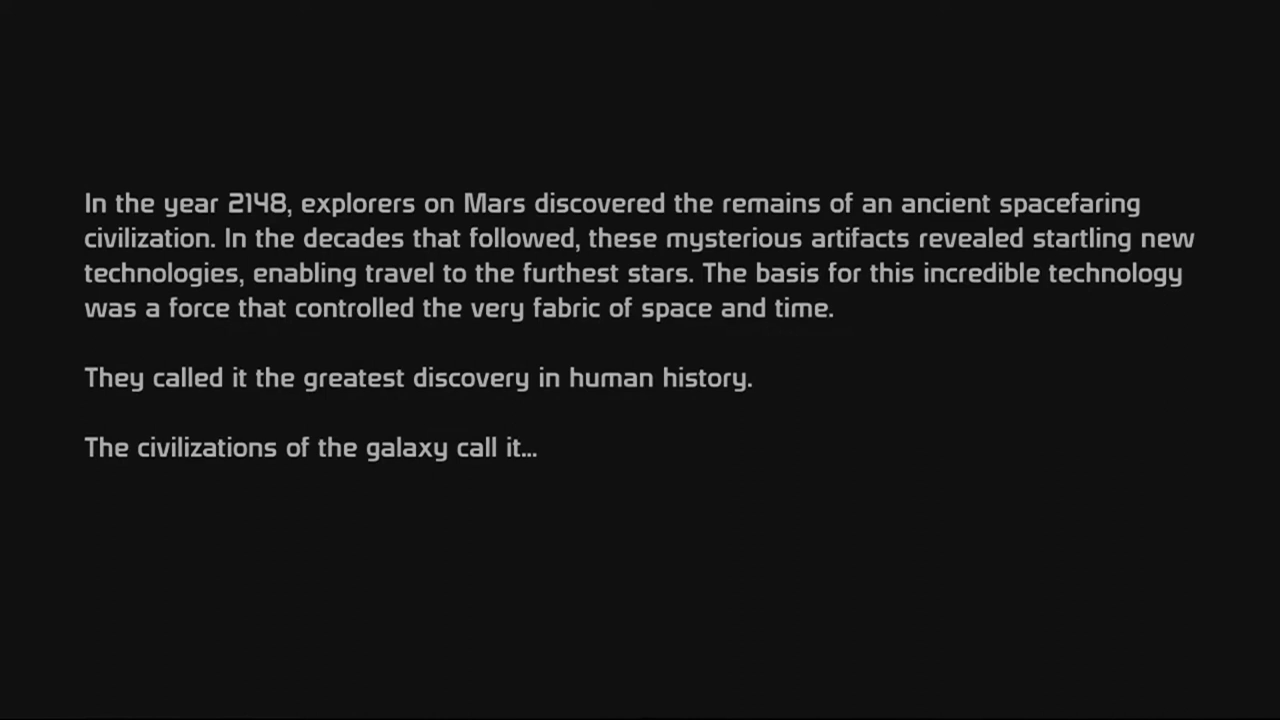 In the year 2148, explorers on Mars discovered the remains of an ancient spacefaring
civilization. In the decades that followed, these mysterious artifacts revealed startling new
technologies, enabling travel to the furthest stars. The basis for this incredible technology
was a force that controlled the very fabric of space and time.
They called it the greatest discovery in human history.
The civilizations of the galaxy call it...